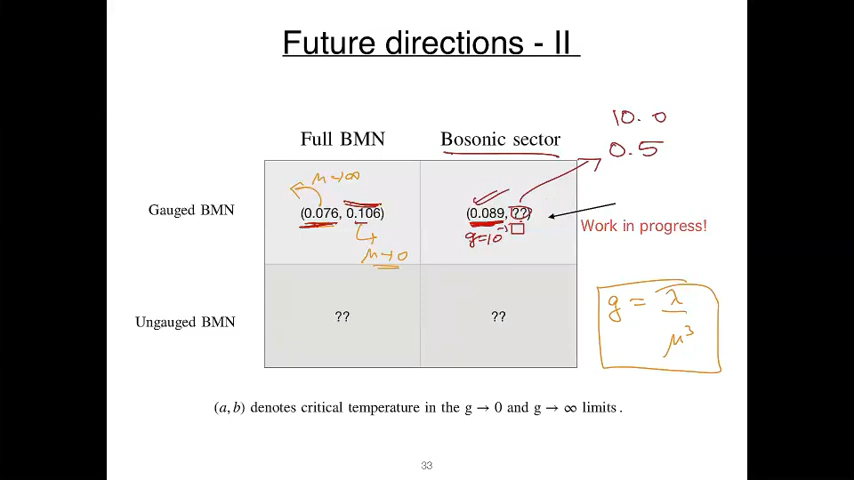 Future directions - II
10. 0
0.5
Full BMN
Bosonic sector
μ→∞
Gauged BMN
(0.076, 0.106)
(0.089, ??)
Work in progress!
g=10
μ→0
g = λ
μ³
Ungauged BMN
??
??
(a, b) denotes critical temperature in the g → 0 and g → ∞ limits .
33